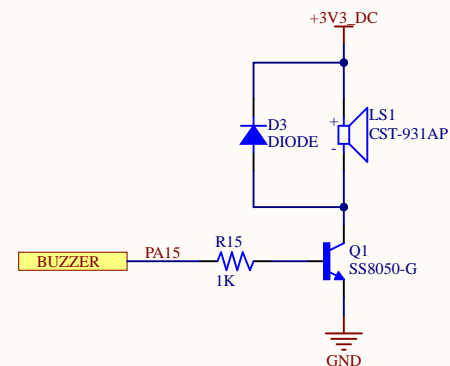 +3V3_DC
LS1
CST-931AP
+
-
D3
DIODE
R15
1K
PA15
BUZZER
Q1
SS8050-G
GND